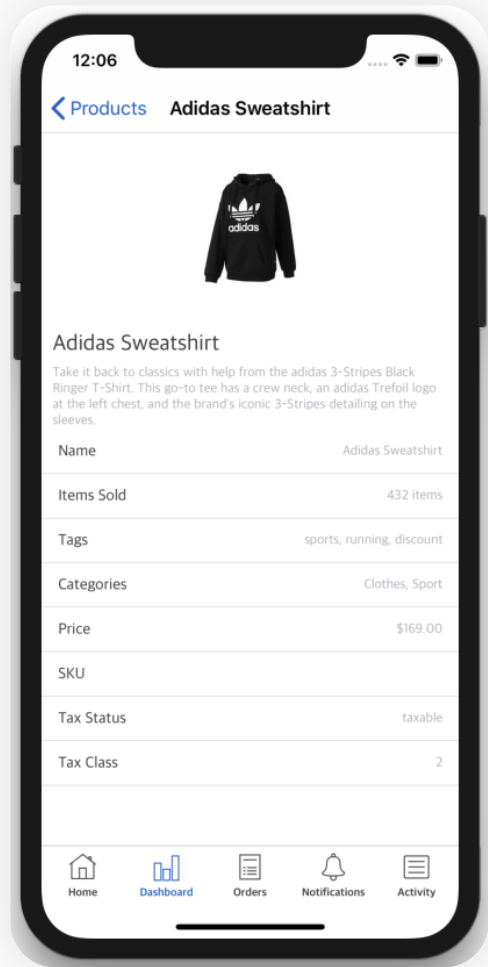 12:06
Products Adidas Sweatshirt
adidas
Adidas Sweatshirt
Take it back to classics with help from the adidas 3-Stripes Black
Ringer T-Shirt. This go-to tee has a crew neck, an adidas Trefoil logo
at the left chest, and the brand's iconic 3-Stripes detailing on the
sleeves.
Name Adidas Sweatshirt
Items Sold 432 items
Tags sports, running, discount
Categories Clothes, Sport
Price $169.00
SKU
Tax Status taxable
Tax Class 2
Home Dashboard Orders Notifications Activity